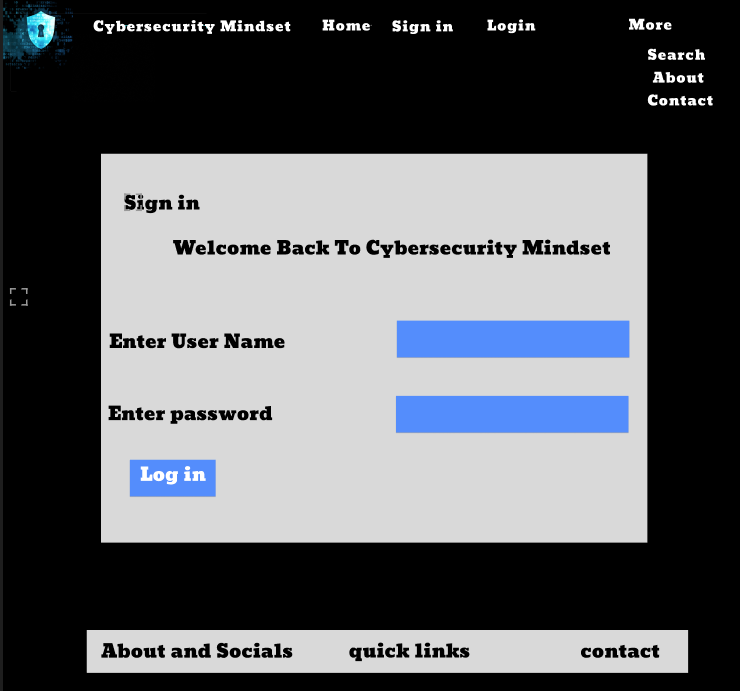 Cybersecurity Mindset Home Sign in Login More
Search
About
Contact
Sign in
Welcome Back To Cybersecurity Mindset
Enter User Name
Enter password
Log in
About and Socials quick links contact